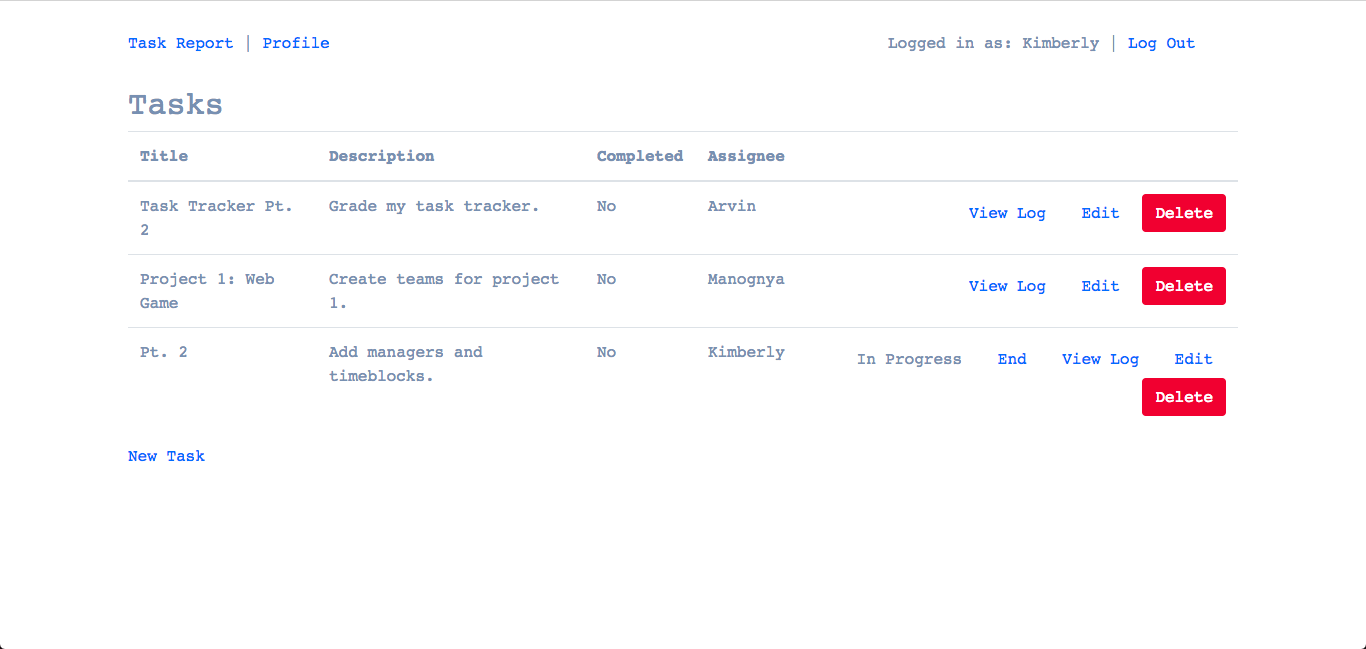 Task Report | Profile Logged in as: Kimberly | Log Out
Tasks
Title Description Completed Assignee
Task Tracker Pt. Grade my task tracker. No Arvin View Log Edit Delete
2
Project 1: Web Create teams for project No Manognya View Log Edit Delete
Game 1.
Pt. 2 Add managers and No Kimberly In Progress End View Log Edit
timeblocks. Delete
New Task